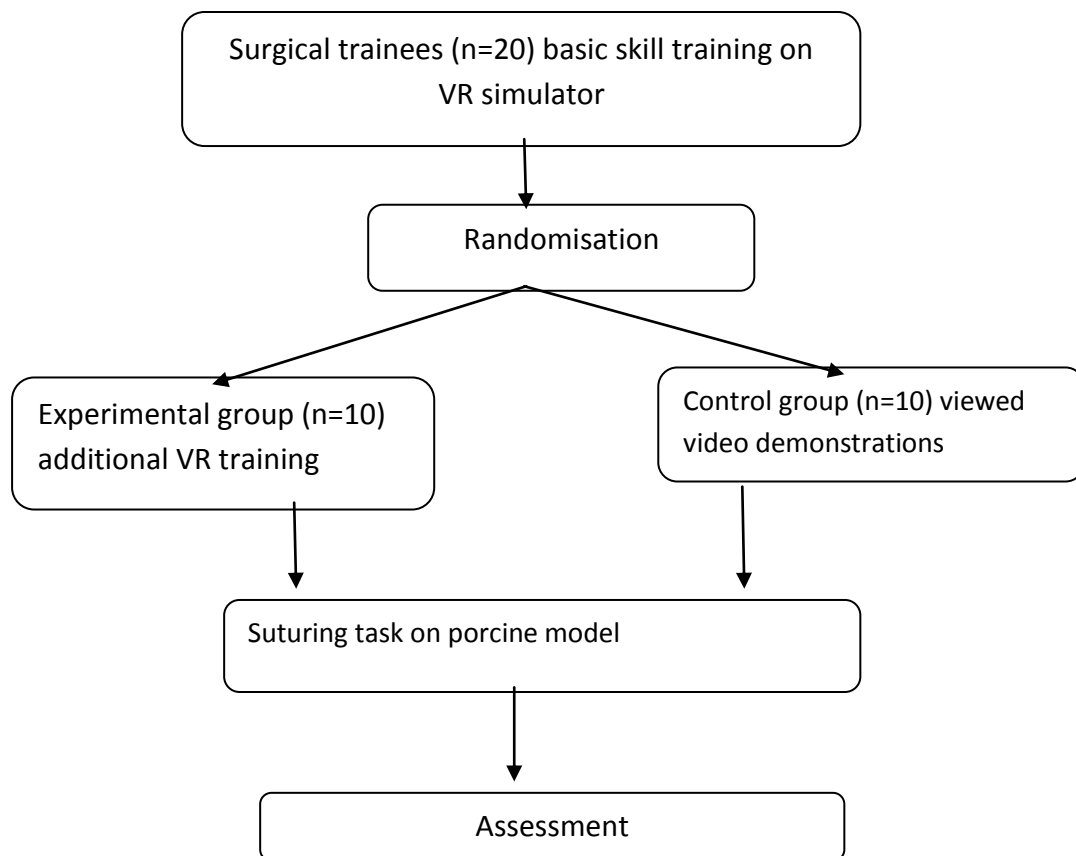 Surgical trainees (n=20) basic skill training on
VR simulator
Randomisation
Experimental group (n=10)
additional VR training
Control group (n=10) viewed
video demonstrations
Suturing task on porcine model
Assessment